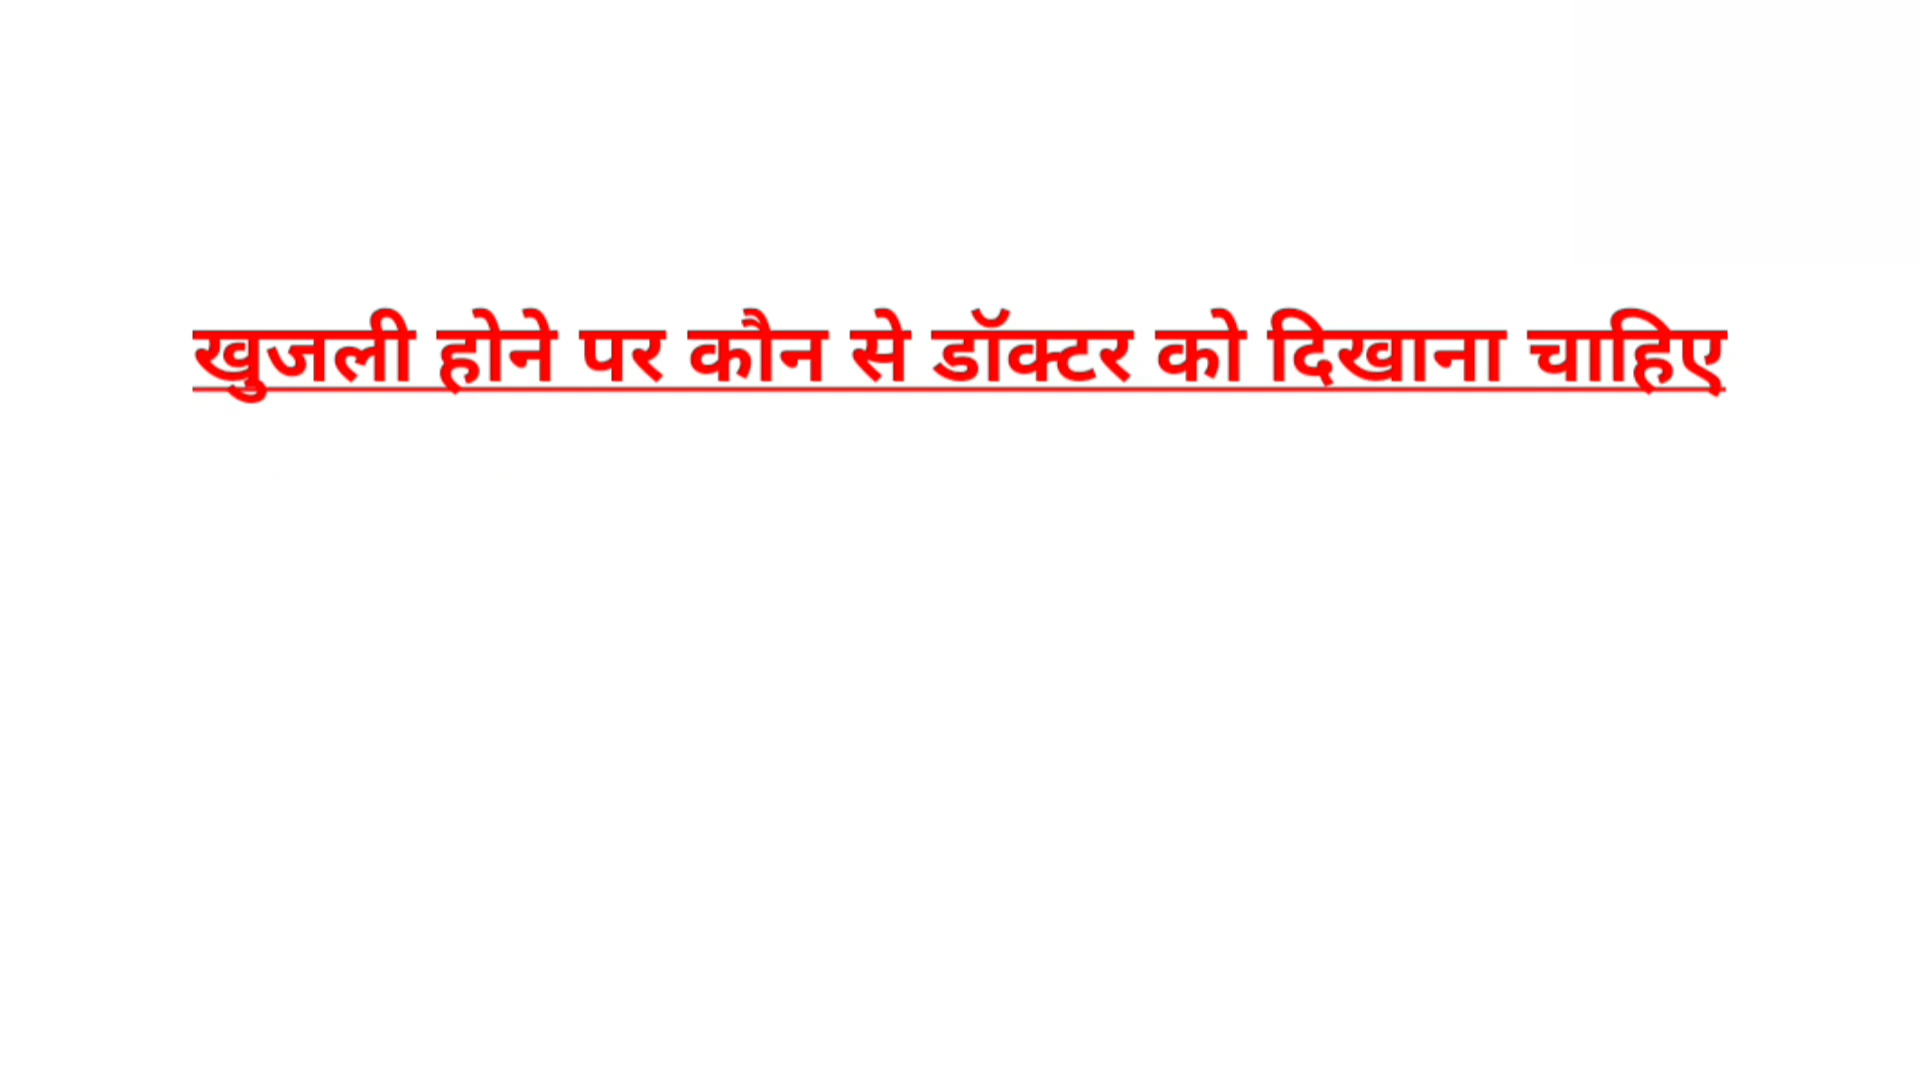 खुजली होने पर कौन से डॉक्टर को दिखाना चाहिए